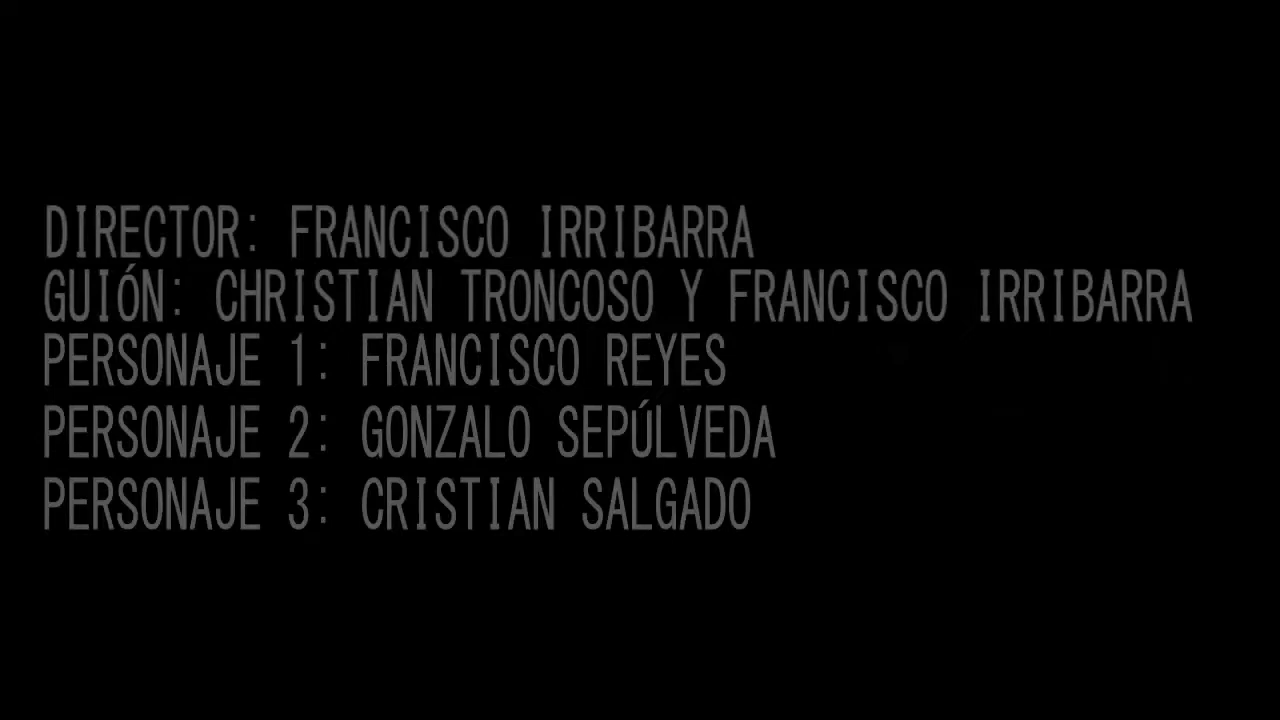 DIRECTOR: FRANCISCO IRRIBARRA
GUIÓN: CHRISTIAN TRONCOSO Y FRANCISCO IRRIBARRA
PERSONAJE 1: FRANCISCO REYES
PERSONAJE 2: GONZALO SEPÚLVEDA
PERSONAJE 3: CRISTIAN SALGADO